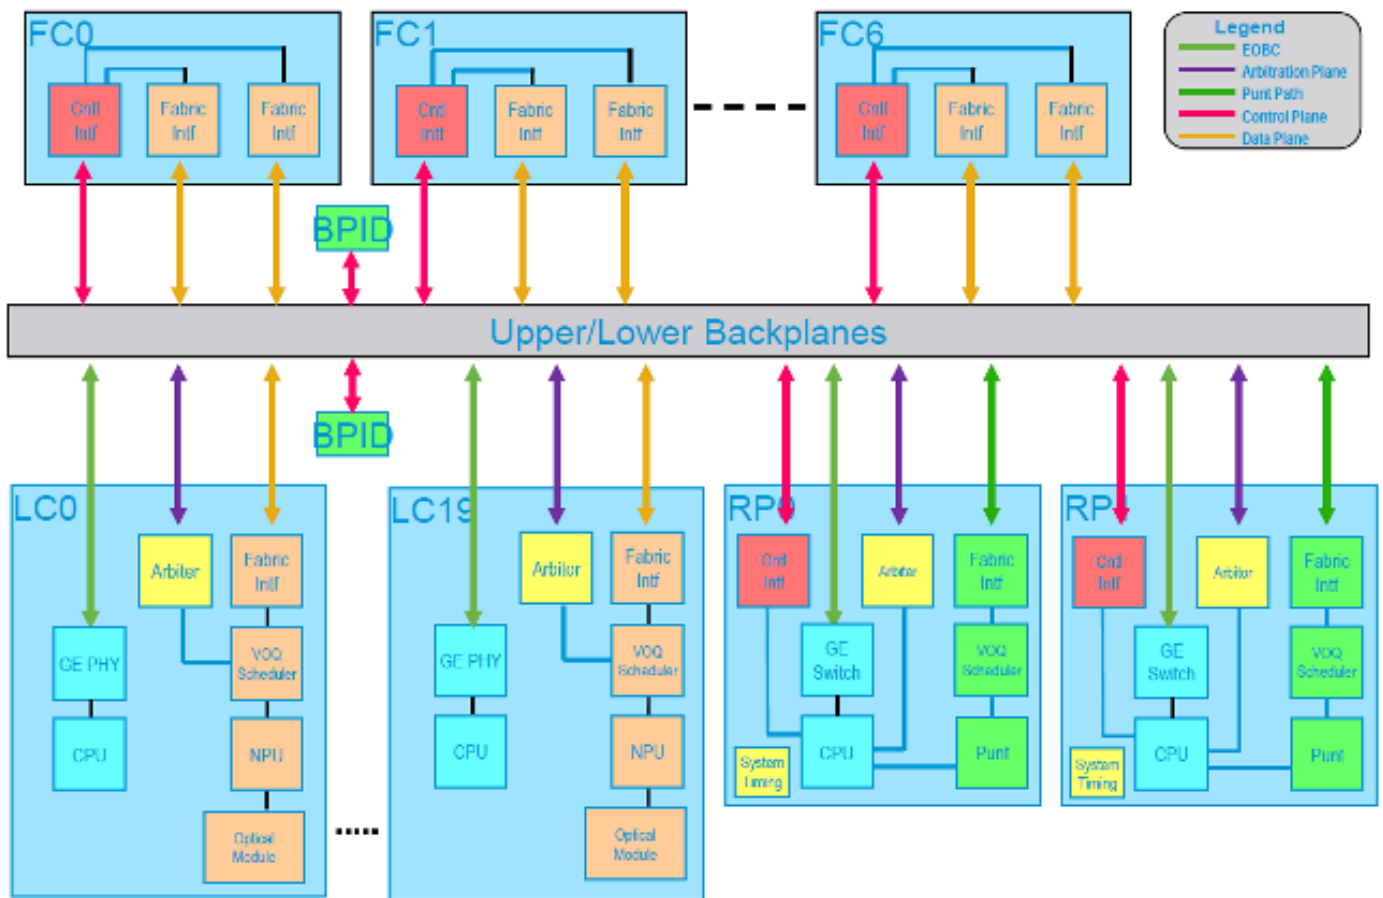 FC0
Cntl
Intf
Fabric
Intf
Fabric
Intf
FC1
Cntl
Intf
Fabric
Intf
Fabric
Intf
FC6
Cntl
Intf
Fabric
Intf
Fabric
Intf
Legend
EOBC
Arbitration Plane
Punt Path
Control Plane
Data Plane
BPID
Upper/Lower Backplanes
BPID
LC0
Arbiter
Fabric
Intf
GE PHY
VOQ
Scheduler
CPU
NPU
Optical
Module
LC19
Arbiter
Fabric
Intf
GE PHY
VOQ
Scheduler
CPU
NPU
Optical
Module
RP0
Cntl
Intf
Arbiter
Fabric
Intf
GE
Switch
VOQ
Scheduler
System
Timing
CPU
Punt
RP1
Cntl
Intf
Arbiter
Fabric
Intf
GE
Switch
VOQ
Scheduler
System
Timing
CPU
Punt